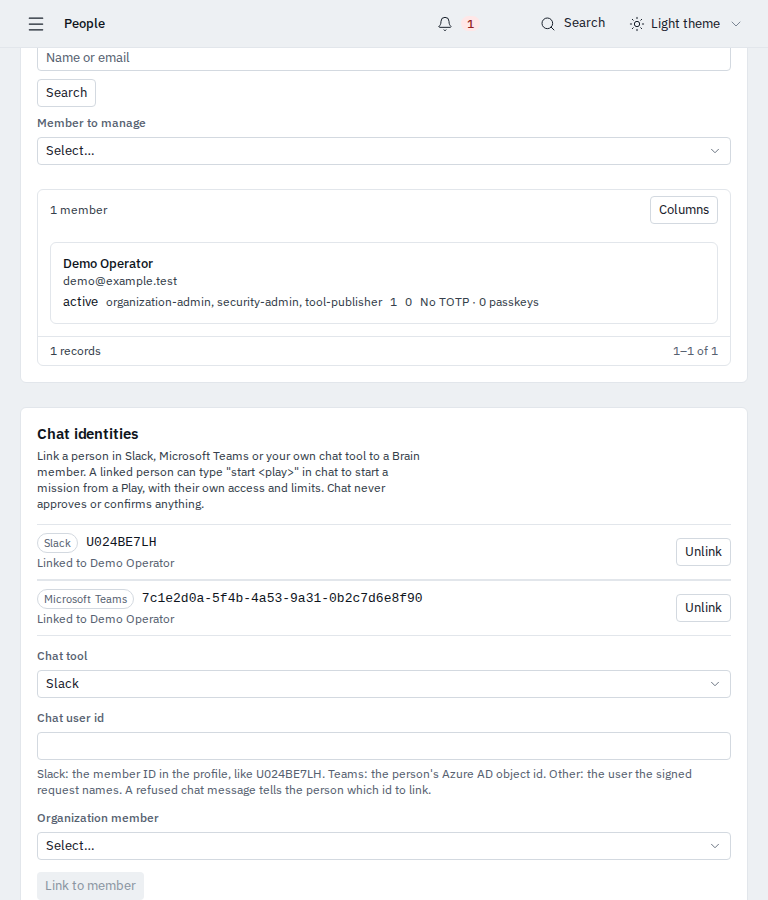 People
1
Search
Light theme
Name or email
Search
Member to manage
Select...
1 member
Columns
Demo Operator
demo@example.test
active organization-admin, security-admin, tool-publisher 1 0 No TOTP · 0 passkeys
1 records
1–1 of 1
Chat identities
Link a person in Slack, Microsoft Teams or your own chat tool to a Brain
member. A linked person can type "start <play>" in chat to start a
mission from a Play, with their own access and limits. Chat never
approves or confirms anything.
Slack U024BE7LH
Linked to Demo Operator
Unlink
Microsoft Teams 7c1e2d0a-5f4b-4a53-9a31-0b2c7d6e8f90
Linked to Demo Operator
Unlink
Chat tool
Slack
Chat user id
Slack: the member ID in the profile, like U024BE7LH. Teams: the person's Azure AD object id. Other: the user the signed
request names. A refused chat message tells the person which id to link.
Organization member
Select...
Link to member